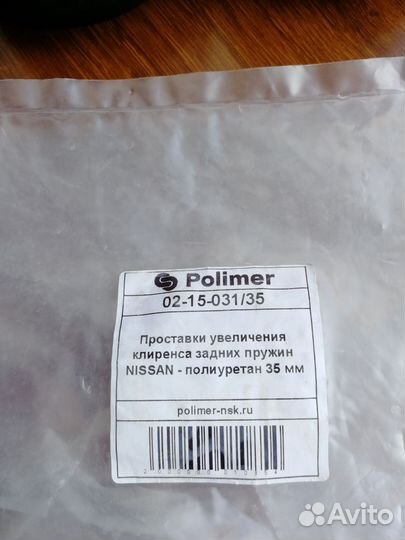 Polimer
02-15-031/35
Проставки увеличения
клиренса задних пружин
NISSAN - полиуретан 35 мм
polimer-nsk.ru
Avito